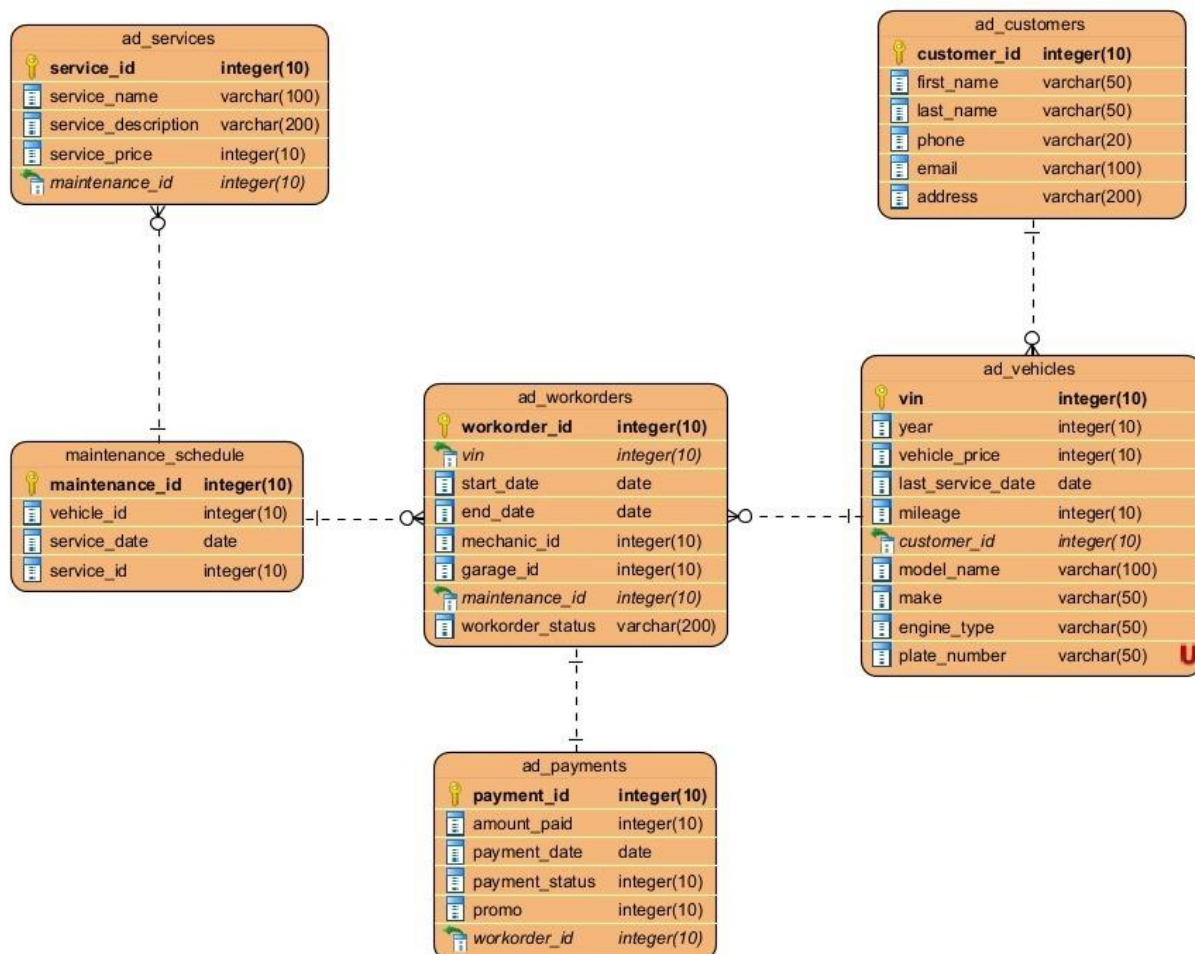 ad_services
service_id integer(10)
service_name varchar(100)
service_description varchar(200)
service_price integer(10)
maintenance_id integer(10)
ad_customers
customer_id integer(10)
first_name varchar(50)
last_name varchar(50)
phone varchar(20)
email varchar(100)
address varchar(200)
maintenance_schedule
maintenance_id integer(10)
vehicle_id integer(10)
service_date date
service_id integer(10)
ad_workorders
workorder_id integer(10)
vin integer(10)
start_date date
end_date date
mechanic_id integer(10)
garage_id integer(10)
maintenance_id integer(10)
workorder_status varchar(200)
ad_vehicles
vin integer(10)
year integer(10)
vehicle_price integer(10)
last_service_date date
mileage integer(10)
customer_id integer(10)
model_name varchar(100)
make varchar(50)
engine_type varchar(50)
plate_number varchar(50) U
ad_payments
payment_id integer(10)
amount_paid integer(10)
payment_date date
payment_status integer(10)
promo integer(10)
workorder_id integer(10)